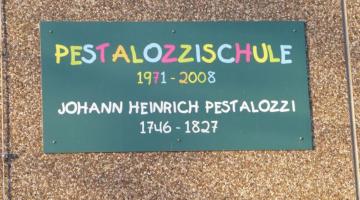 PESTALOZZISCHULE
1971 - 2008
JOHANN HEINRICH PESTALOZZI
1746 - 1827